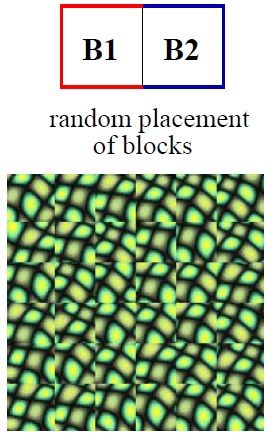 B1 B2
random placement
of blocks